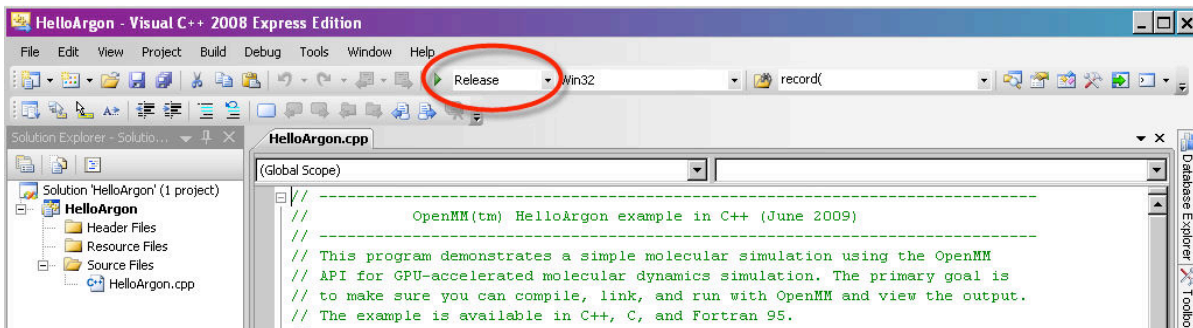 HelloArgon - Visual C++ 2008 Express Edition
File Edit View Project Build Debug Tools Window Help
Release Win32 record(
Solution Explorer - Solutio...
HelloArgon.cpp
(Global Scope)
Solution 'HelloArgon' (1 project)
HelloArgon
Header Files
Resource Files
Source Files
HelloArgon.cpp
// -----------------------------------------------------------------------------
// OpenMM(tm) HelloArgon example in C++ (June 2009)
// -----------------------------------------------------------------------------
// This program demonstrates a simple molecular simulation using the OpenMM
// API for GPU-accelerated molecular dynamics simulation. The primary goal is
// to make sure you can compile, link, and run with OpenMM and view the output.
// The example is available in C++, C, and Fortran 95.
Database Explorer